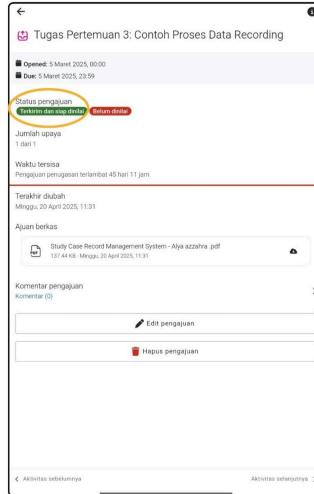 Tugas Pertemuan 3: Contoh Proses Data Recording
Opened: 5 Maret 2025, 00:00
Due: 5 Maret 2025, 23:59
Status pengajuan
Terkirim dan siap dinilai Belum dinilai
Jumlah upaya
1 dari 1
Waktu tersisa
Pengajuan penugasan terlambat 45 hari 11 jam
Terakhir diubah
Minggu, 20 April 2025, 11:31
Ajuan berkas
PDF
Study Case Record Management System - Alya azzahra .pdf
137.44 KB · Minggu, 20 April 2025, 11:31
Komentar pengajuan
Komentar (0)
Edit pengajuan
Hapus pengajuan
Aktivitas sebelumnya Aktivitas selanjutnya